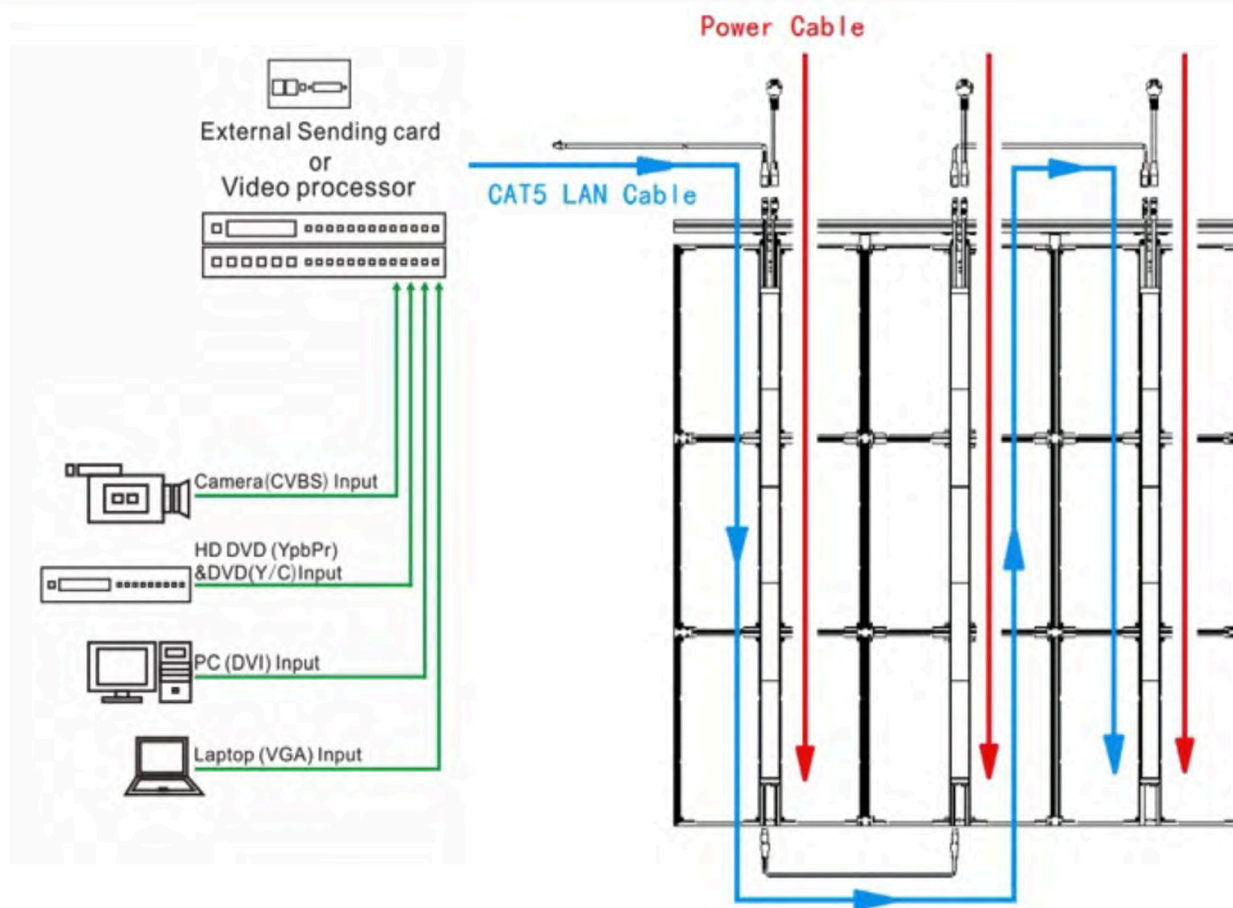 Power Cable
External Sending card
or
Video processor
CAT5 LAN Cable
Camera(CVBS) Input
HD DVD (YpbPr)
&DVD(Y/C)Input
PC (DVI) Input
Laptop (VGA) Input